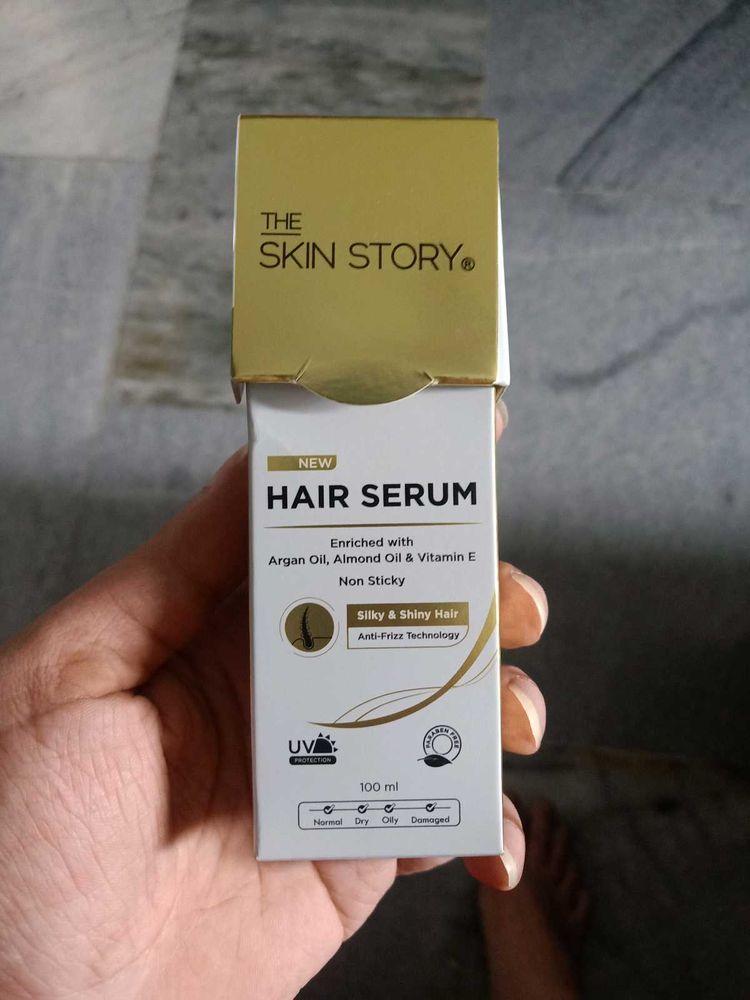 THE
SKIN STORY®
NEW
HAIR SERUM
Enriched with
Argan Oil, Almond Oil & Vitamin E
Non Sticky
Silky & Shiny Hair
Anti-Frizz Technology
UV
PROTECTION
PARABEN FREE
100 ml
Normal Dry Oily Damaged